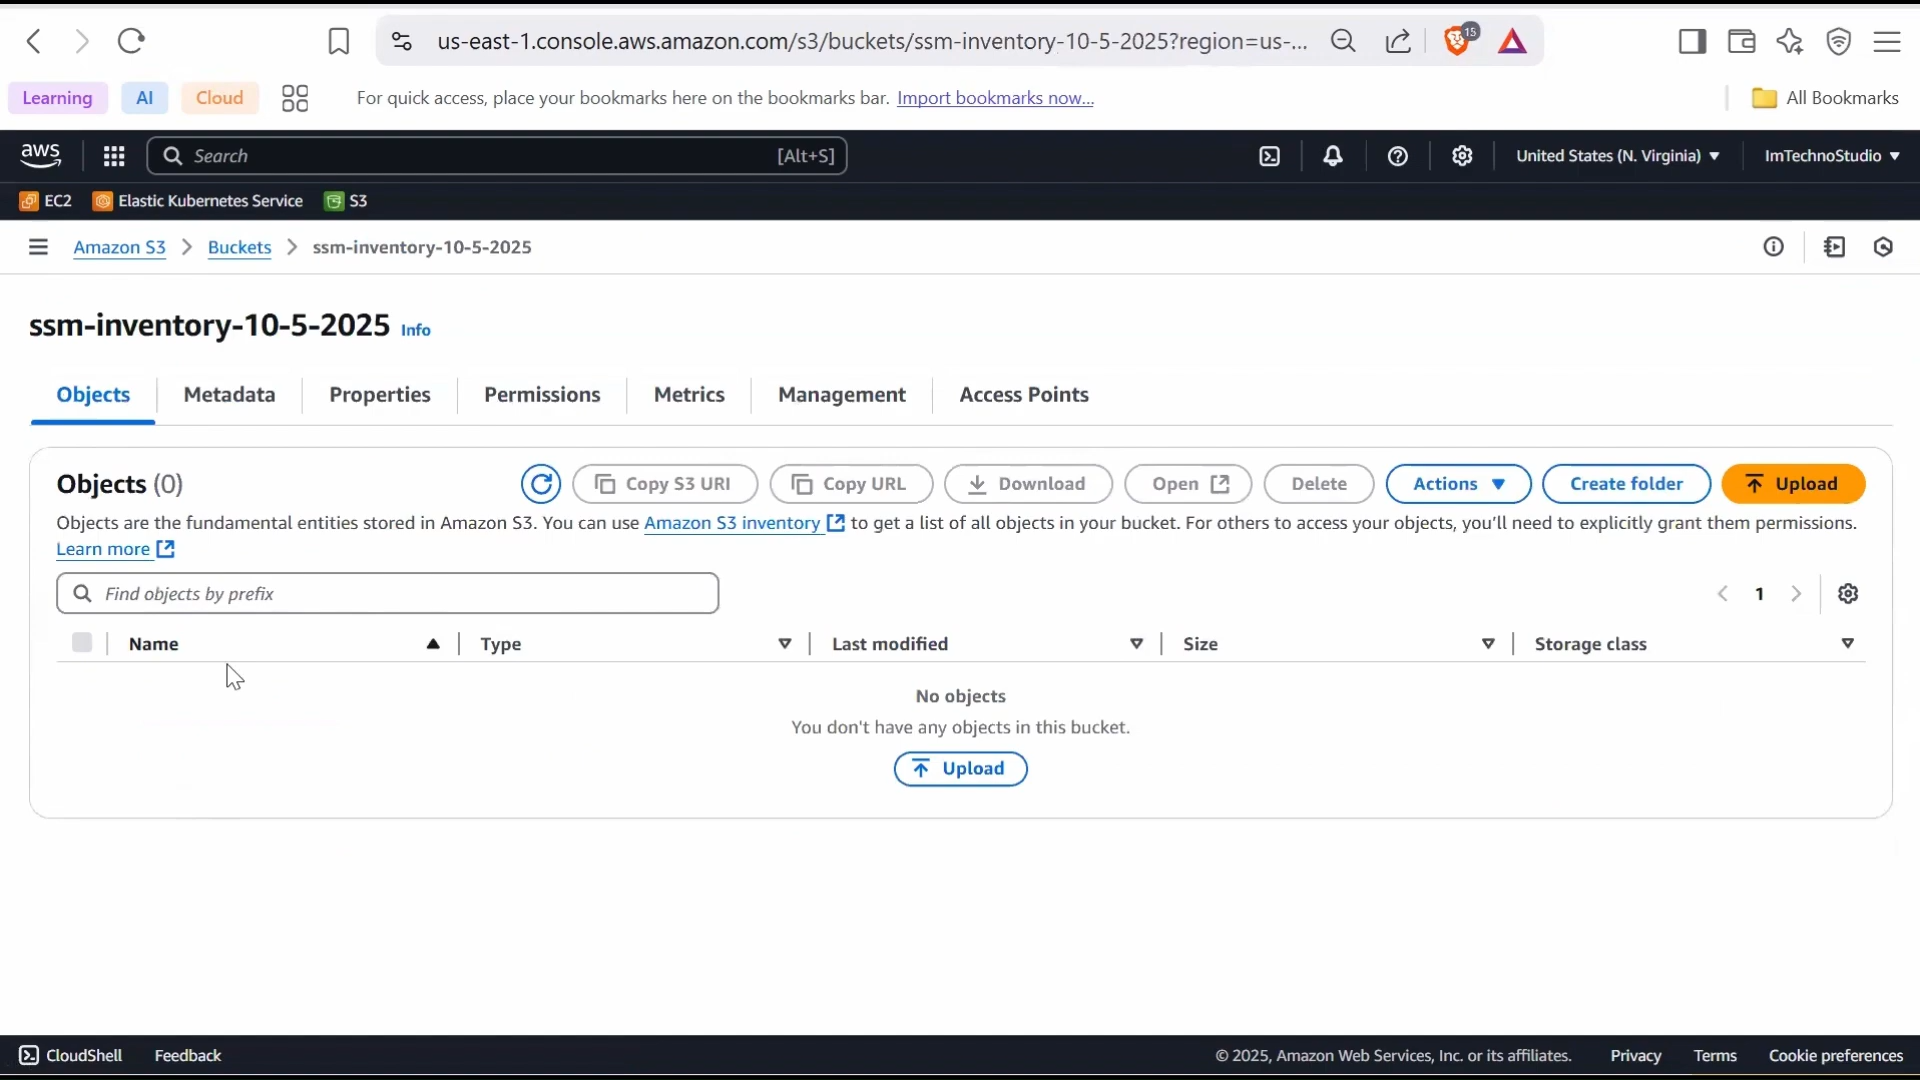 us-east-1.console.aws.amazon.com/s3/buckets/ssm-inventory-10-5-2025?region=us-...
15
Learning AI Cloud For quick access, place your bookmarks here on the bookmarks bar. Import bookmarks now... All Bookmarks
aws Search [Alt+S] United States (N. Virginia) ImTechnoStudio
EC2 Elastic Kubernetes Service S3
Amazon S3 Buckets ssm-inventory-10-5-2025
ssm-inventory-10-5-2025 Info
Objects Metadata Properties Permissions Metrics Management Access Points
Objects (0) Copy S3 URI Copy URL Download Open Delete Actions Create folder Upload
Objects are the fundamental entities stored in Amazon S3. You can use Amazon S3 inventory to get a list of all objects in your bucket. For others to access your objects, you'll need to explicitly grant them permissions.
Learn more
Find objects by prefix 1
Name Type Last modified Size Storage class
No objects
You don't have any objects in this bucket.
Upload
CloudShell Feedback © 2025, Amazon Web Services, Inc. or its affiliates. Privacy Terms Cookie preferences